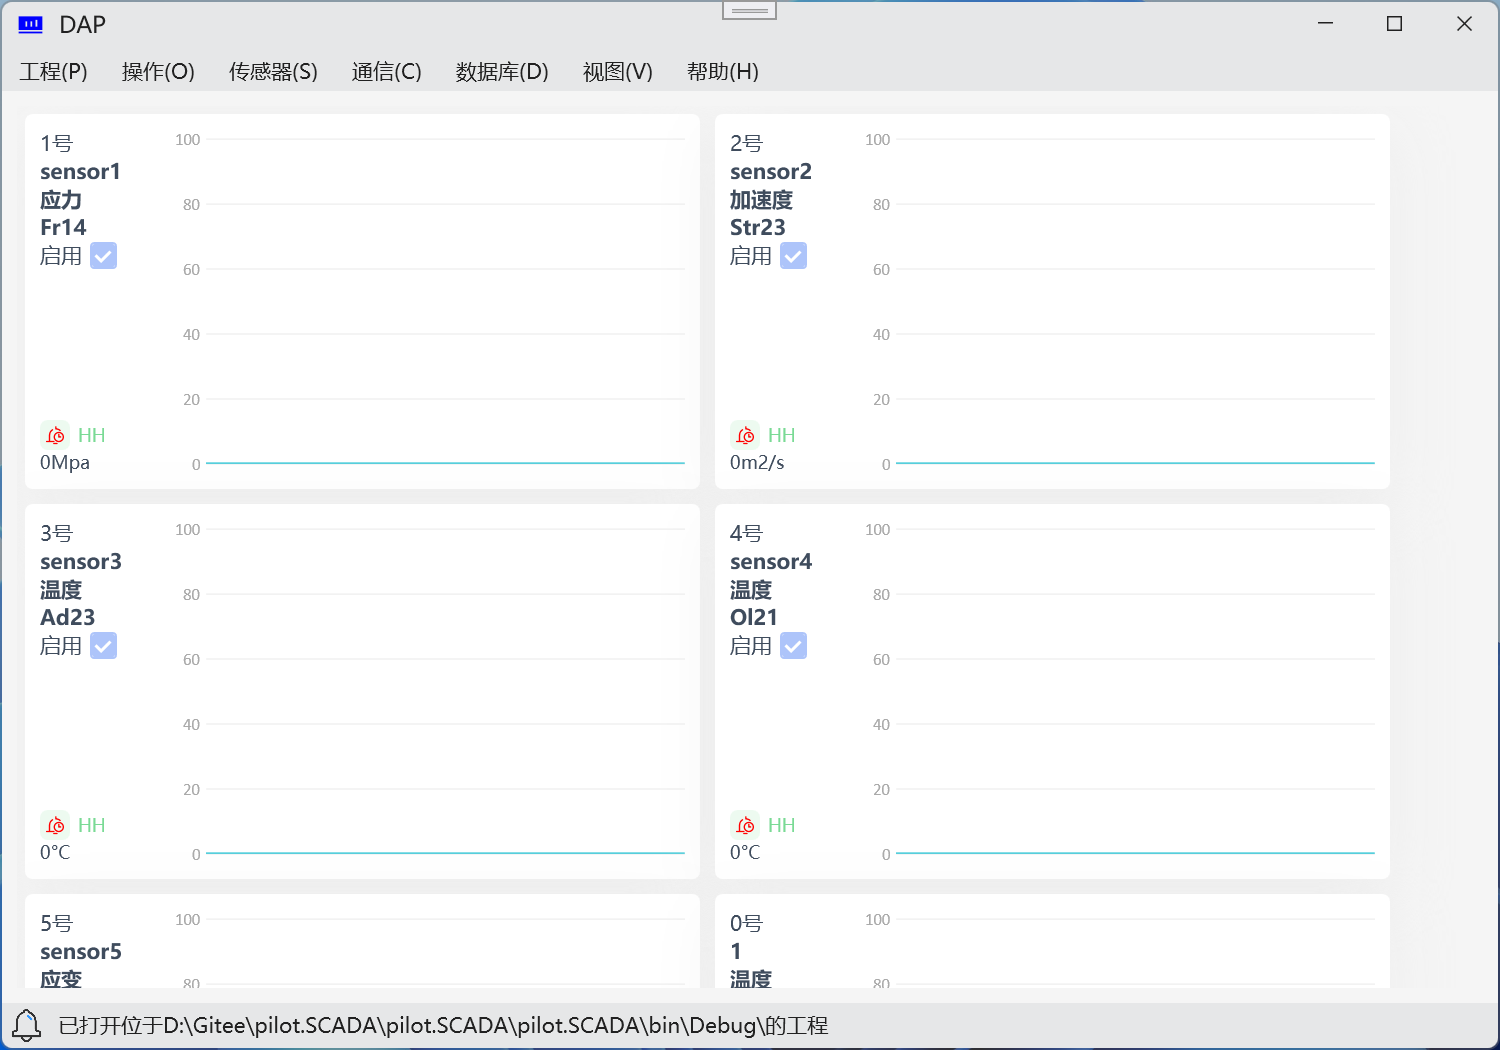 DAP
工程(P) 操作(O) 传感器(S) 通信(C) 数据库(D) 视图(V) 帮助(H)
1号
sensor1
应力
Fr14
启用
HH
0Mpa
100
80
60
40
20
0
2号
sensor2
加速度
Str23
启用
HH
0m2/s
100
80
60
40
20
0
3号
sensor3
温度
Ad23
启用
HH
0°C
100
80
60
40
20
0
4号
sensor4
温度
Ol21
启用
HH
0°C
100
80
60
40
20
0
5号
sensor5
应变
100
80
0号
1
温度
100
80
已打开位于D:\Gitee\pilot.SCADA\pilot.SCADA\pilot.SCADA\bin\Debug\的工程